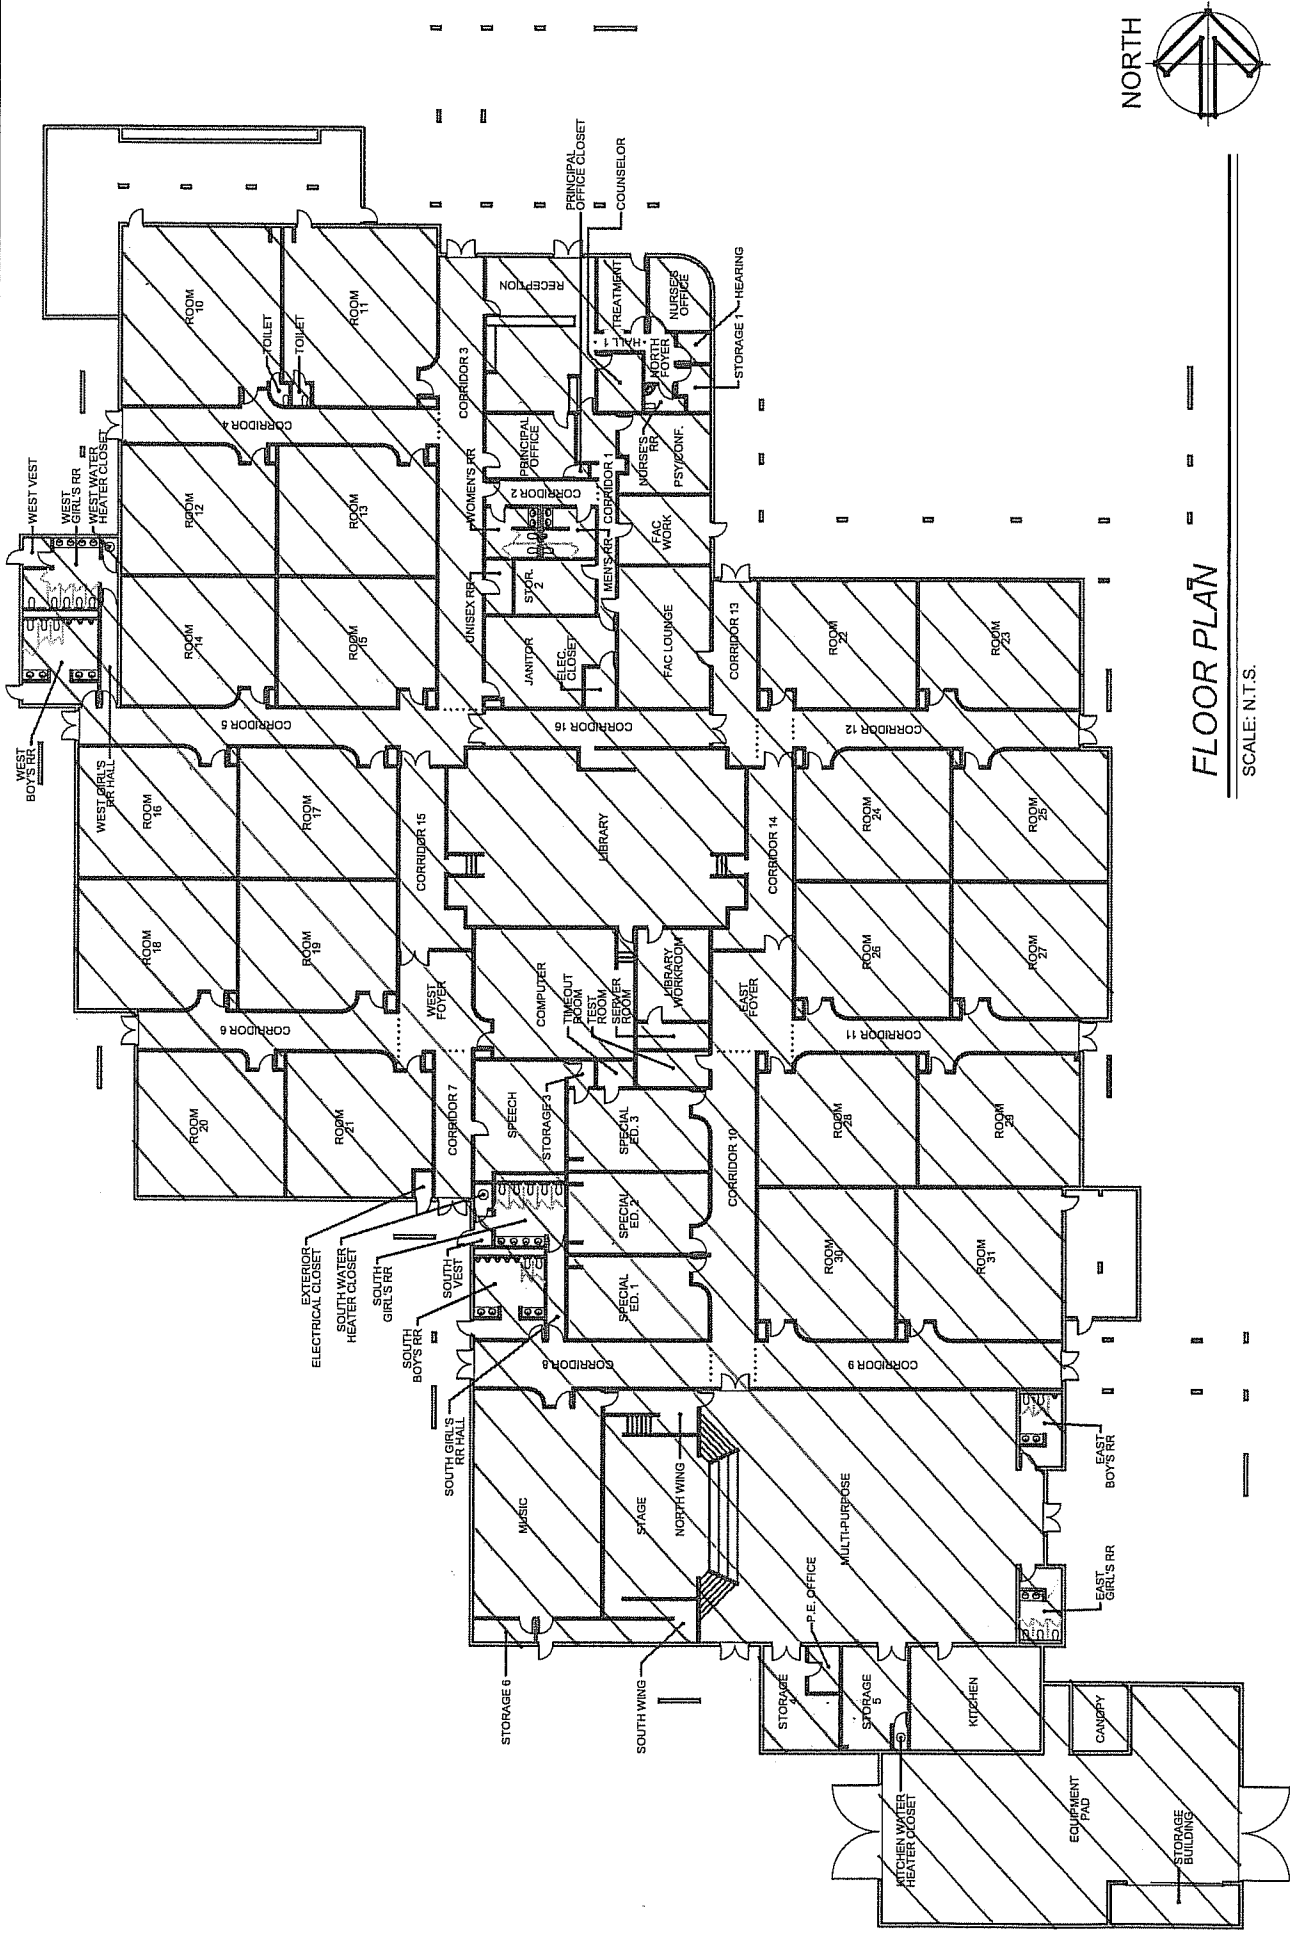 NORTH
FLOOR PLAN
SCALE: N.T.S.
WEST VEST
WEST
GIRL'S RR
WEST WATER
HEATER CLOSET
WEST
BOY'S RR
WEST GIRL'S
RR HALL
ROOM
10
ROOM
11
TOILET
TOILET
CORRIDOR 4
ROOM
12
ROOM
13
ROOM
14
ROOM
15
CORRIDOR 5
CORRIDOR 3
RECEPTION
PRINCIPAL
OFFICE CLOSET
COUNSELOR
TREATMENT
NURSE'S
OFFICE
HALL 1
NORTH
FOYER
HEARING
STORAGE 1
NURSE'S
RR
PRINCIPAL
OFFICE
PSY/CONF.
WOMEN'S RR
CORRIDOR 2
CORRIDOR 1
MEN'S RR
FAC
WORK
UNISEX RR
STOR.
2
JANITOR
ELEC.
CLOSET
FAC LOUNGE
CORRIDOR 13
ROOM
22
ROOM
23
CORRIDOR 16
CORRIDOR 12
ROOM
16
ROOM
17
ROOM
18
ROOM
19
CORRIDOR 15
LIBRARY
CORRIDOR 14
ROOM
24
ROOM
25
ROOM
26
ROOM
27
CORRIDOR 6
WEST
FOYER
COMPUTER
TIMEOUT
ROOM
TEST
ROOM
SERVER
ROOM
LIBRARY
WORKROOM
EAST
FOYER
CORRIDOR 11
ROOM
20
ROOM
21
CORRIDOR 7
SPEECH
STORAGE 3
SPECIAL
ED. 3
SPECIAL
ED. 2
SPECIAL
ED. 1
CORRIDOR 10
ROOM
28
ROOM
29
ROOM
30
ROOM
31
EXTERIOR
ELECTRICAL CLOSET
SOUTH WATER
HEATER CLOSET
SOUTH
GIRL'S RR
SOUTH
VEST
SOUTH
BOY'S RR
SOUTH GIRL'S
RR HALL
CORRIDOR 8
CORRIDOR 9
MUSIC
STAGE
NORTH WING
MULTI-PURPOSE
EAST
BOY'S RR
EAST
GIRL'S RR
P.E. OFFICE
STORAGE 6
SOUTH WING
STORAGE
4
STORAGE
5
KITCHEN
CANOPY
KITCHEN WATER
HEATER CLOSET
EQUIPMENT
PAD
STORAGE
BUILDING